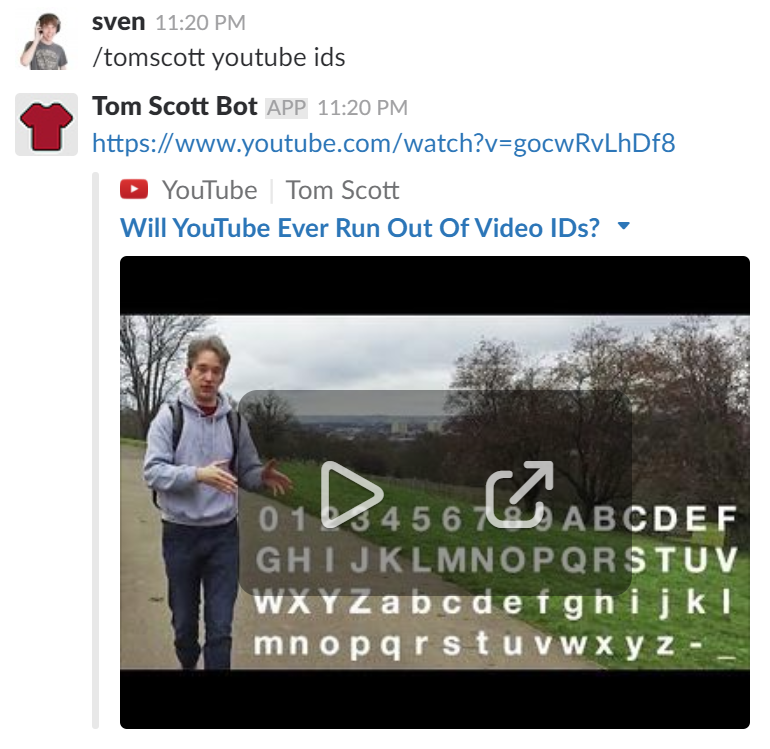 sven 11:20 PM
/tomscott youtube ids
Tom Scott Bot APP 11:20 PM
https://www.youtube.com/watch?v=gocwRvLhDf8
YouTube | Tom Scott
Will YouTube Ever Run Out Of Video IDs?
0 1 2 3 4 5 6 7 8 9 A B C D E F
G H I J K L M N O P Q R S T U V
W X Y Z a b c d e f g h i j k l
m n o p q r s t u v w x y z - _